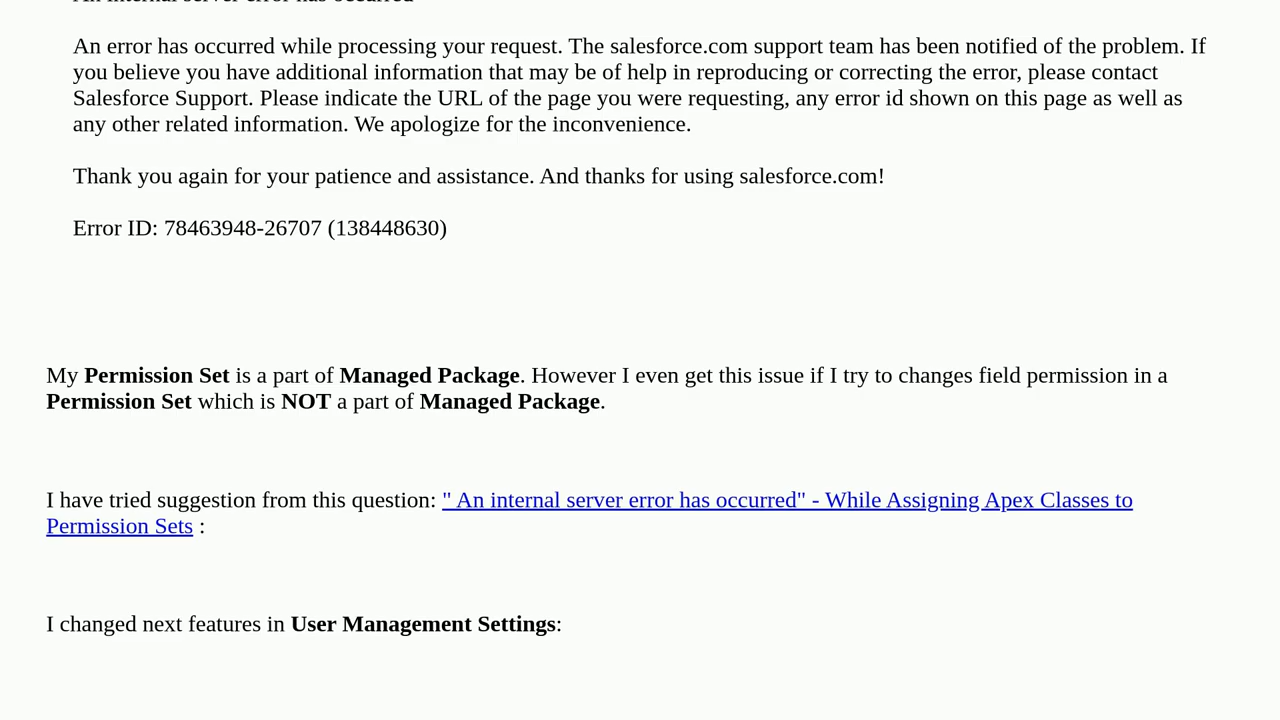 An internal server error has occurred
An error has occurred while processing your request. The salesforce.com support team has been notified of the problem. If
you believe you have additional information that may be of help in reproducing or correcting the error, please contact
Salesforce Support. Please indicate the URL of the page you were requesting, any error id shown on this page as well as
any other related information. We apologize for the inconvenience.
Thank you again for your patience and assistance. And thanks for using salesforce.com!
Error ID: 78463948-26707 (138448630)
My Permission Set is a part of Managed Package. However I even get this issue if I try to changes field permission in a
Permission Set which is NOT a part of Managed Package.
I have tried suggestion from this question: " An internal server error has occurred" - While Assigning Apex Classes to
Permission Sets :
I changed next features in User Management Settings: